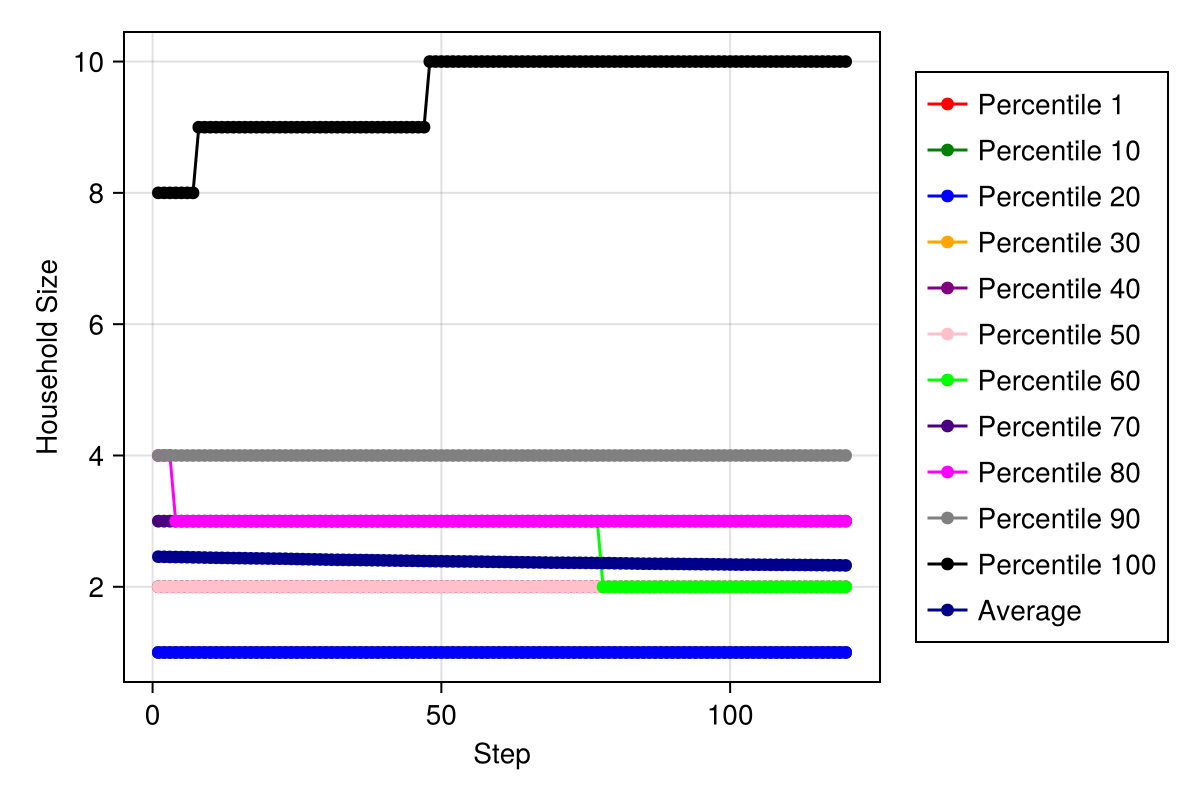 10
8
6
4
2
Household Size
0
50
100
Step
Percentile 1
Percentile 10
Percentile 20
Percentile 30
Percentile 40
Percentile 50
Percentile 60
Percentile 70
Percentile 80
Percentile 90
Percentile 100
Average